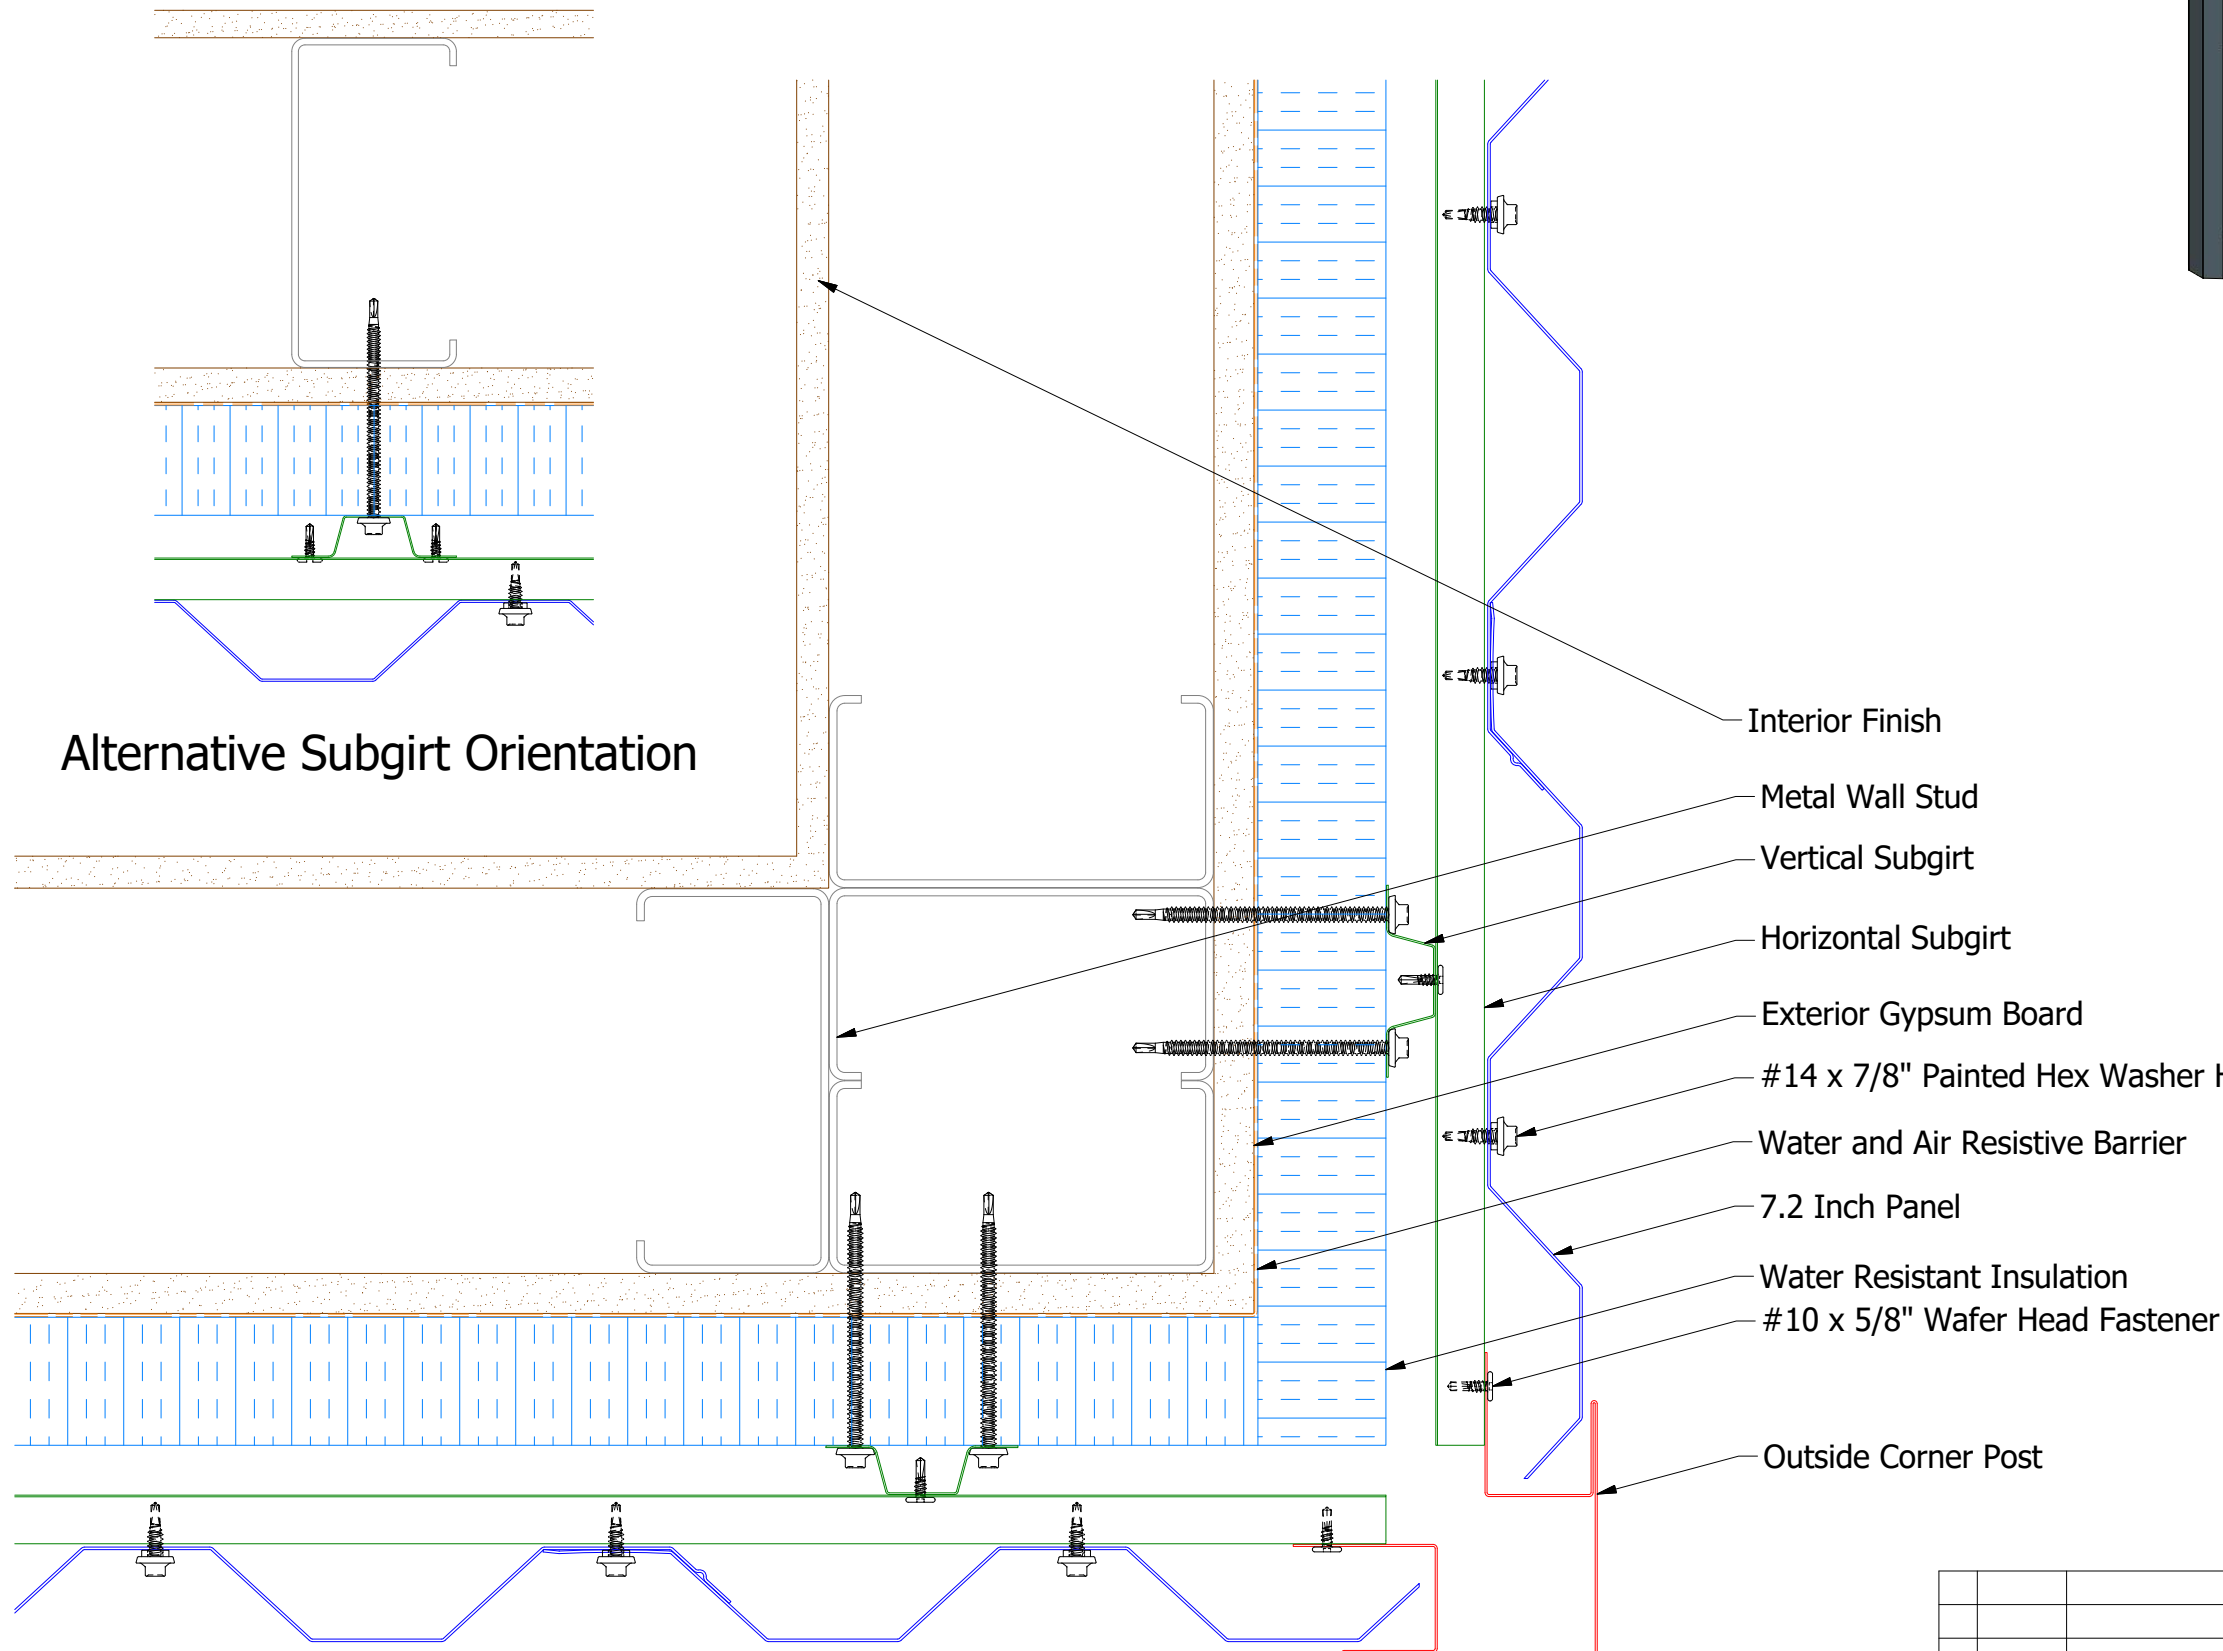 Alternative Subgirt Orientation
Interior Finish
Metal Wall Stud
Vertical Subgirt
Horizontal Subgirt
Exterior Gypsum Board
#14 x 7/8" Painted Hex Washer
Water and Air Resistive Barrier
7.2 Inch Panel
Water Resistant Insulation
#10 x 5/8" Wafer Head Fastener
Outside Corner Post